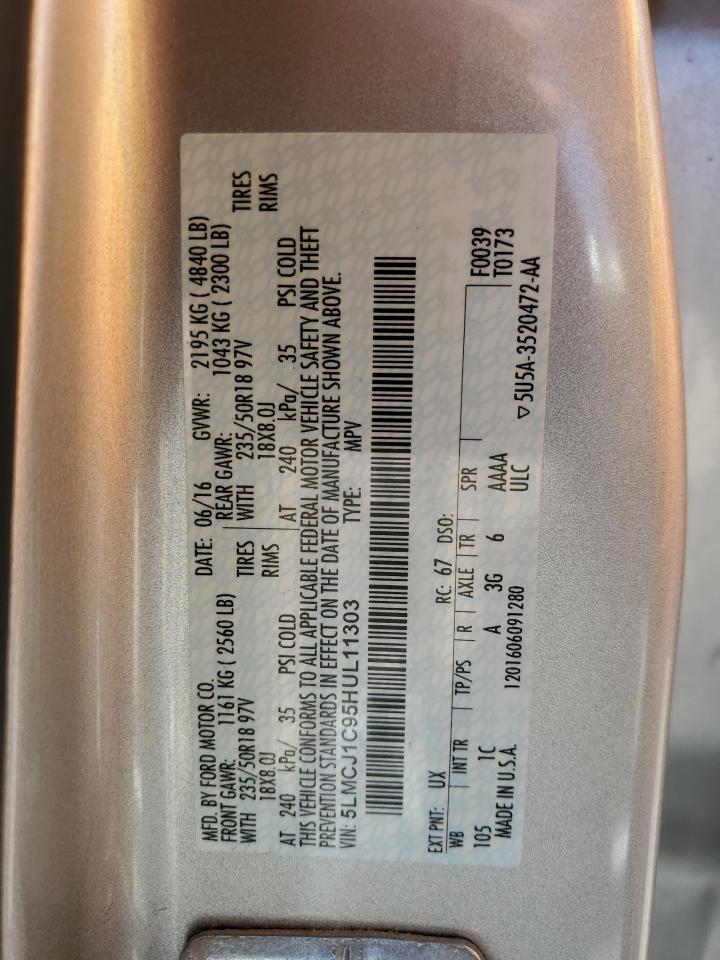 MFD. BY FORD MOTOR CO. DATE: 06/16 GVWR: 2195 KG ( 4840 LB)
FRONT GAWR: 1161 KG ( 2560 LB) REAR GAWR: 1043 KG ( 2300 LB)
WITH 235/50R18 97V TIRES WITH 235/50R18 97V TIRES
18X8.0J RIMS 18X8.0J RIMS
AT 240 kPa/ 35 PSI COLD AT 240 kPa/ 35 PSI COLD
THIS VEHICLE CONFORMS TO ALL APPLICABLE FEDERAL MOTOR VEHICLE SAFETY AND THEFT
PREVENTION STANDARDS IN EFFECT ON THE DATE OF MANUFACTURE SHOWN ABOVE.
VIN: 5LMCJ1C95HUL11303 TYPE: MPV
EXT PNT: UX RC: 67 DSO:
WB INT TR TP/PS R AXLE TR SPR F0039
105 1C A 3G 6 AAAA T0173
MADE IN U.S.A. 1201606091280 ULC ▽5U5A-3520472-AA